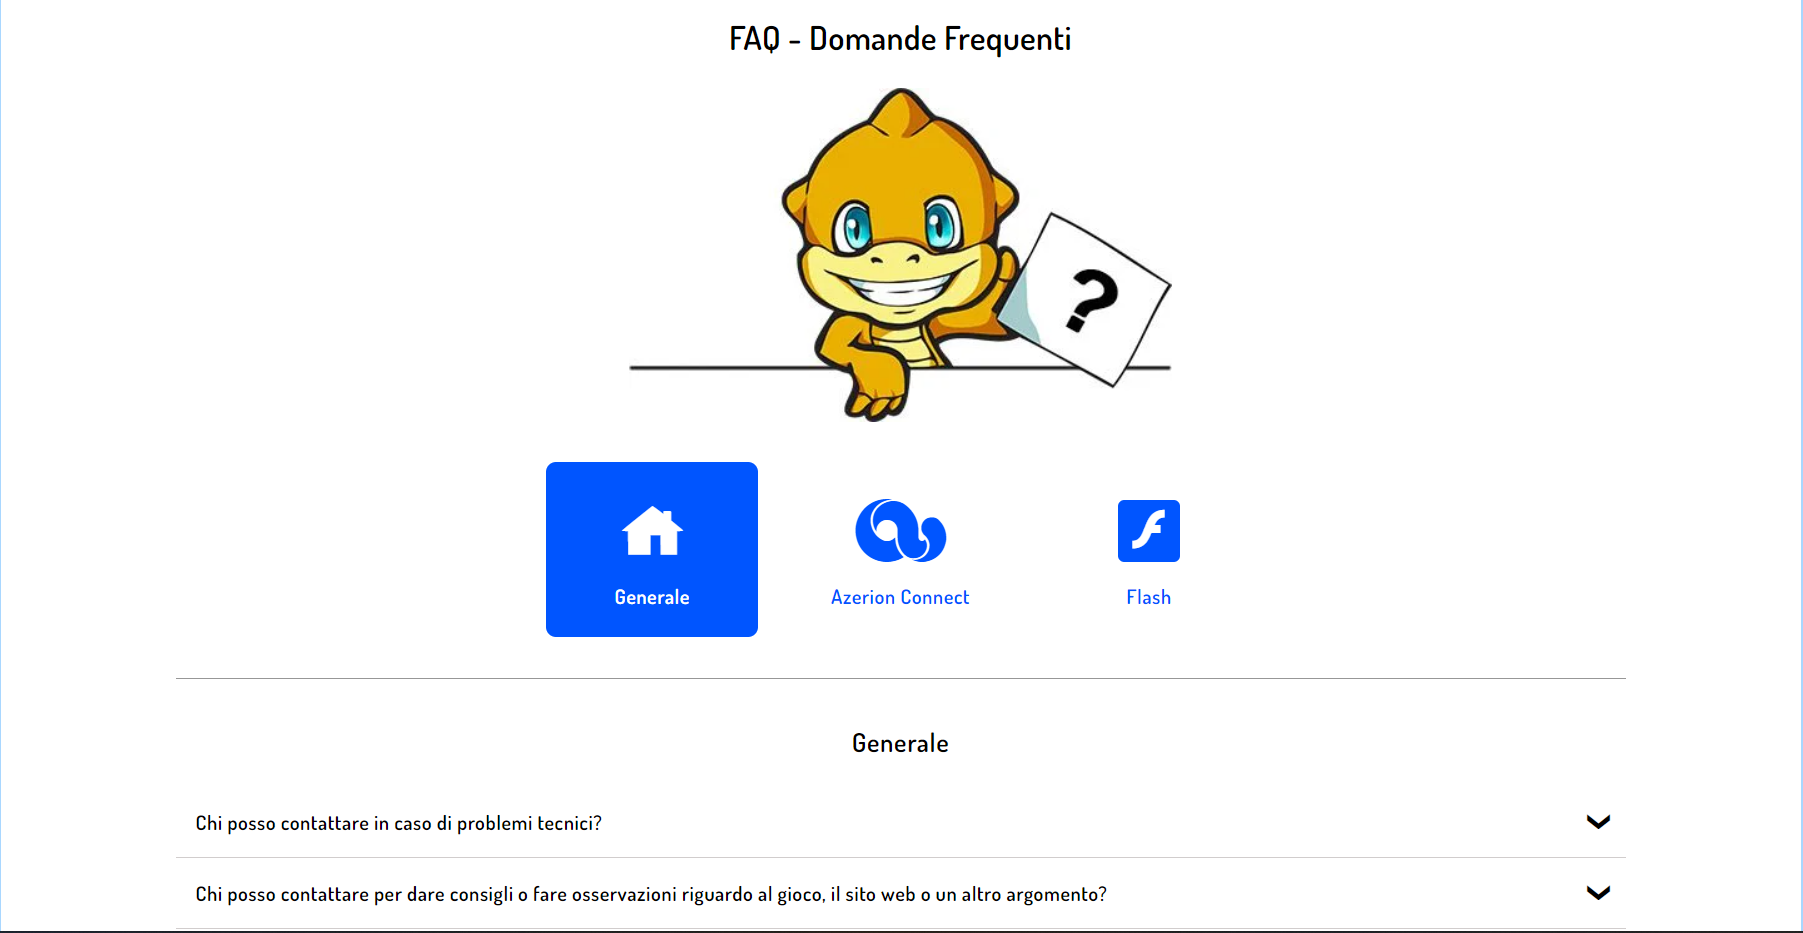 FAQ - Domande Frequenti
?
Generale
Azerion Connect
Flash
Generale
Chi posso contattare in caso di problemi tecnici?
Chi posso contattare per dare consigli o fare osservazioni riguardo al gioco, il sito web o un altro argomento?